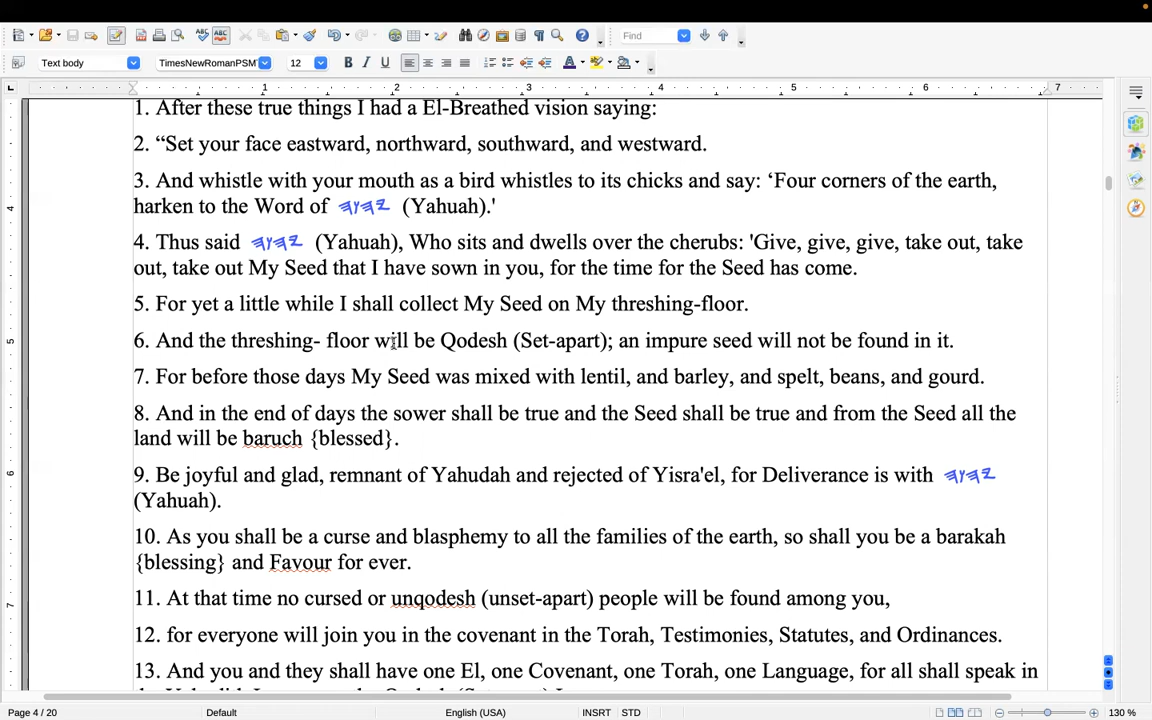 Find
Text body
TimesNewRomanPSMT
12
1 2 3 4 5 6 7
1. After these true things I had a El-Breathed vision saying:
2. “Set your face eastward, northward, southward, and westward.
3. And whistle with your mouth as a bird whistles to its chicks and say: ‘Four corners of the earth,
harken to the Word of 𐤉𐤄𐤅𐤄 (Yahuah).'
4. Thus said 𐤉𐤄𐤅𐤄 (Yahuah), Who sits and dwells over the cherubs: 'Give, give, give, take out, take
out, take out My Seed that I have sown in you, for the time for the Seed has come.
5. For yet a little while I shall collect My Seed on My threshing-floor.
6. And the threshing- floor will be Qodesh (Set-apart); an impure seed will not be found in it.
7. For before those days My Seed was mixed with lentil, and barley, and spelt, beans, and gourd.
8. And in the end of days the sower shall be true and the Seed shall be true and from the Seed all the
land will be baruch {blessed}.
9. Be joyful and glad, remnant of Yahudah and rejected of Yisra'el, for Deliverance is with 𐤉𐤄𐤅𐤄
(Yahuah).
10. As you shall be a curse and blasphemy to all the families of the earth, so shall you be a barakah
{blessing} and Favour for ever.
11. At that time no cursed or unqodesh (unset-apart) people will be found among you,
12. for everyone will join you in the covenant in the Torah, Testimonies, Statutes, and Ordinances.
13. And you and they shall have one El, one Covenant, one Torah, one Language, for all shall speak in
4
5
6
7
Page 4 / 20
Default
English (USA)
INSRT
STD
130 %